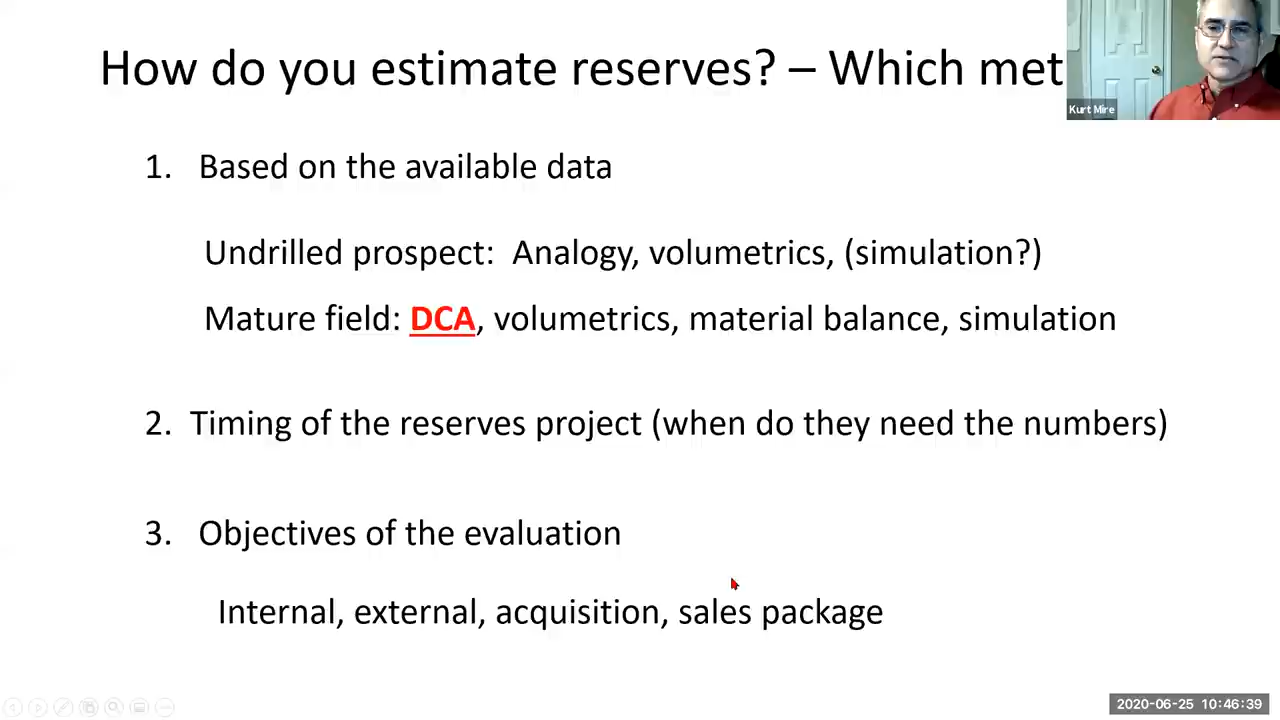 How do you estimate reserves? – Which met
Kurt Mire
1. Based on the available data
Undrilled prospect: Analogy, volumetrics, (simulation?)
Mature field: DCA, volumetrics, material balance, simulation
2. Timing of the reserves project (when do they need the numbers)
3. Objectives of the evaluation
Internal, external, acquisition, sales package
2020-06-25 10:46:39